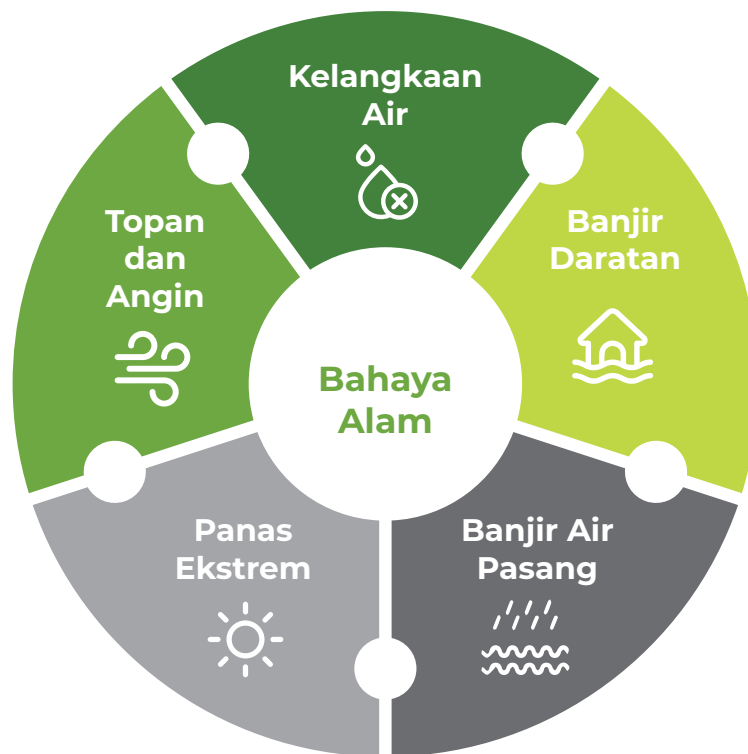 Kelangkaan
Air
Banjir
Daratan
Banjir Air
Pasang
Panas
Ekstrem
Topan
dan
Angin
Bahaya
Alam